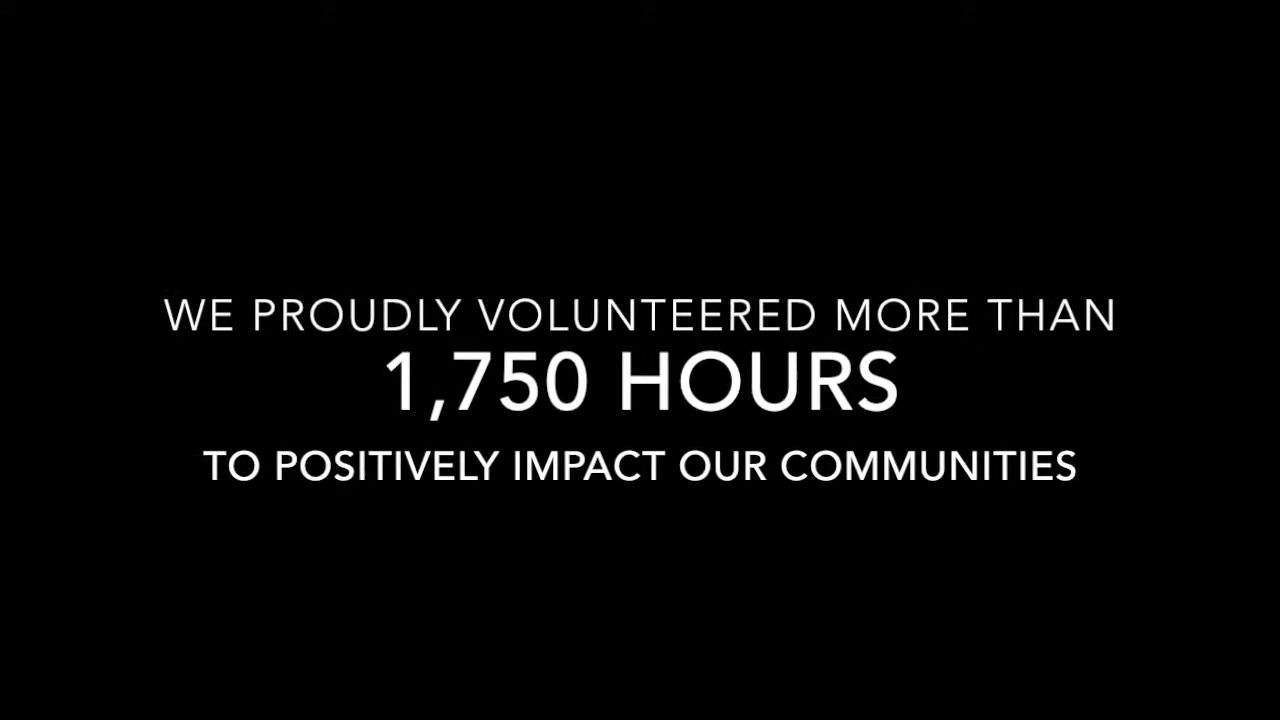 WE PROUDLY VOLUNTEERED MORE THAN
1,750 HOURS
TO POSITIVELY IMPACT OUR COMMUNITIES